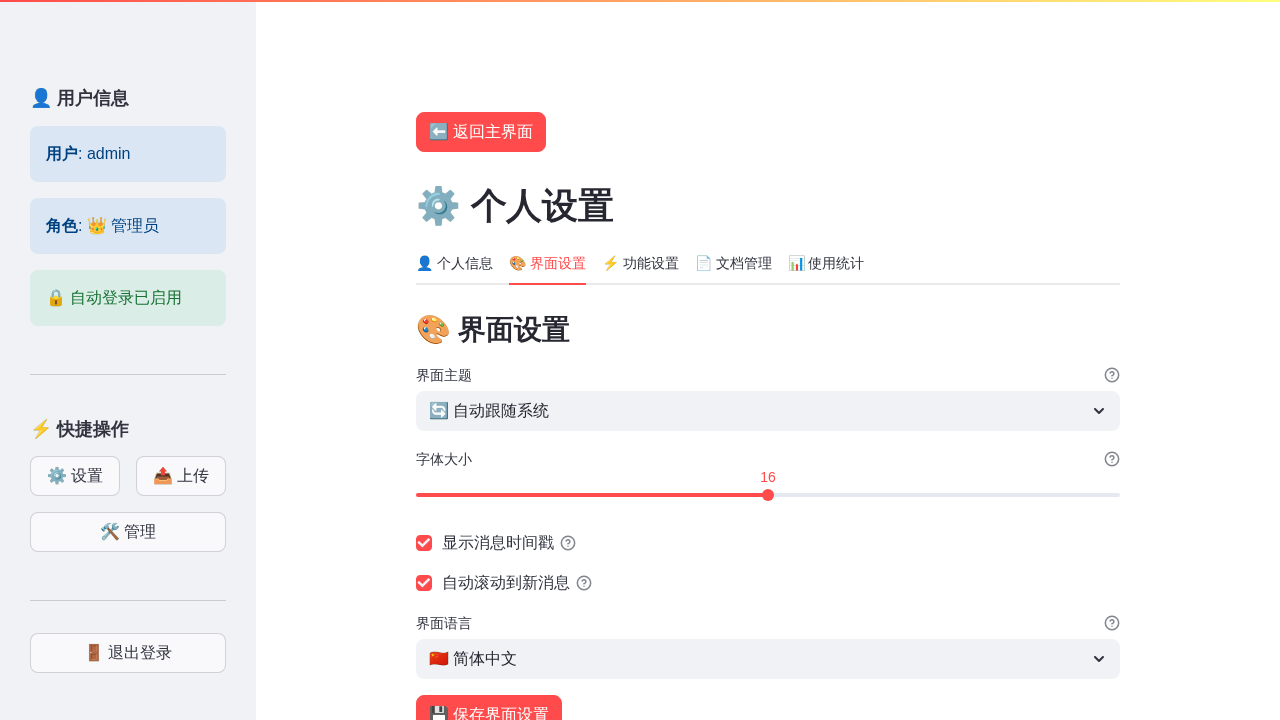 👤 用户信息
用户: admin
角色: 👑 管理员
🔒 自动登录已启用
⚡ 快捷操作
⚙️ 设置
📤 上传
🛠️ 管理
🚪 退出登录
⬅️ 返回主界面
⚙️ 个人设置
👤 个人信息 🎨 界面设置 ⚡ 功能设置 📄 文档管理 📊 使用统计
🎨 界面设置
界面主题
🔄 自动跟随系统
字体大小
16
显示消息时间戳
自动滚动到新消息
界面语言
🇨🇳 简体中文
💾 保存界面设置